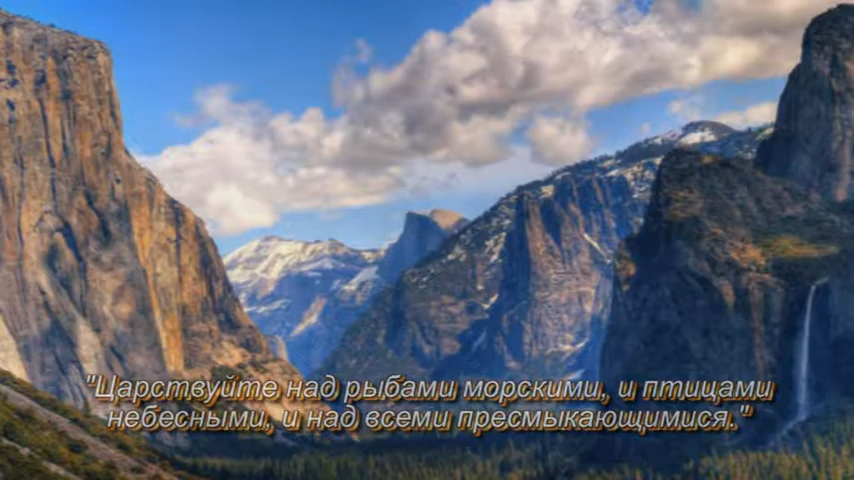 "Царствуйте над рыбами морскими, и птицами
небесными, и над всеми пресмыкающимися."